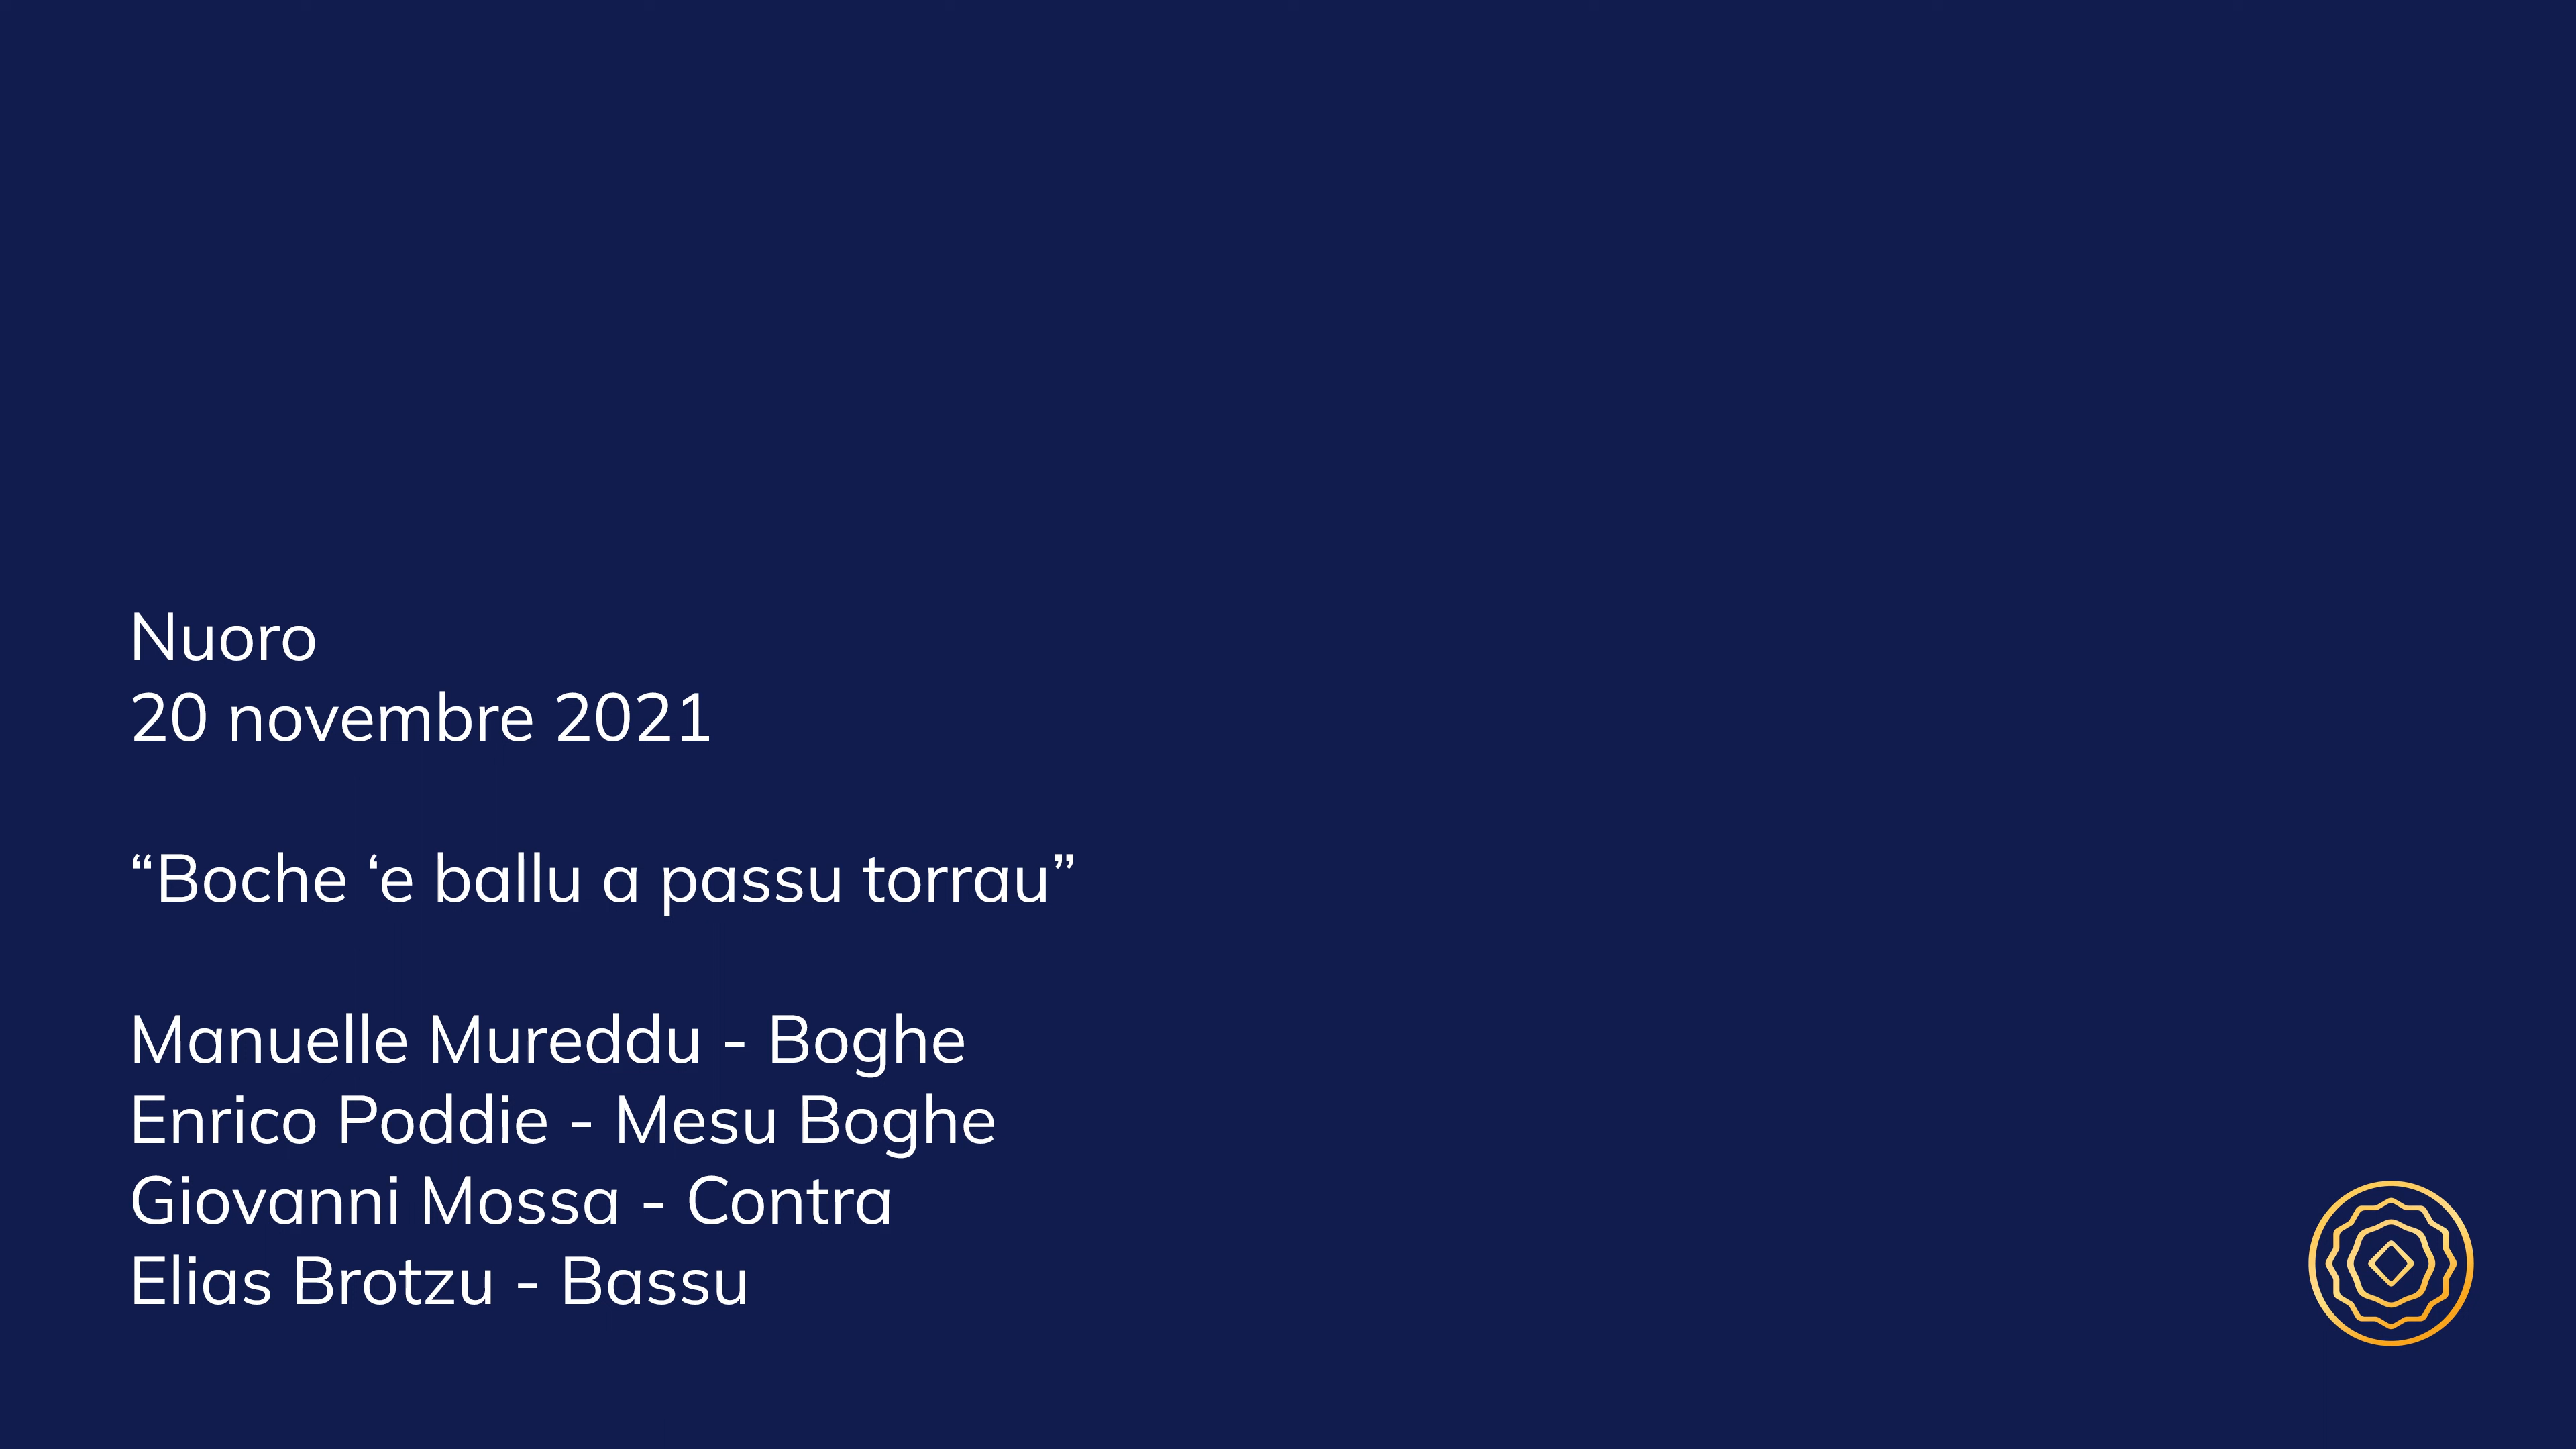 Nuoro
20 novembre 2021
“Boche ‘e ballu a passu torrau”
Manuelle Mureddu - Boghe
Enrico Poddie - Mesu Boghe
Giovanni Mossa - Contra
Elias Brotzu - Bassu